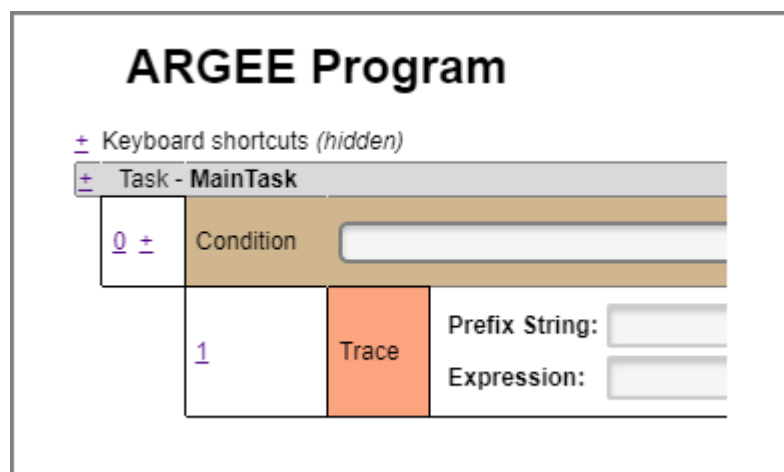 ARGEE Program
+ Keyboard shortcuts (hidden)
+ Task - MainTask
0 + Condition
1 Trace Prefix String:
Expression: